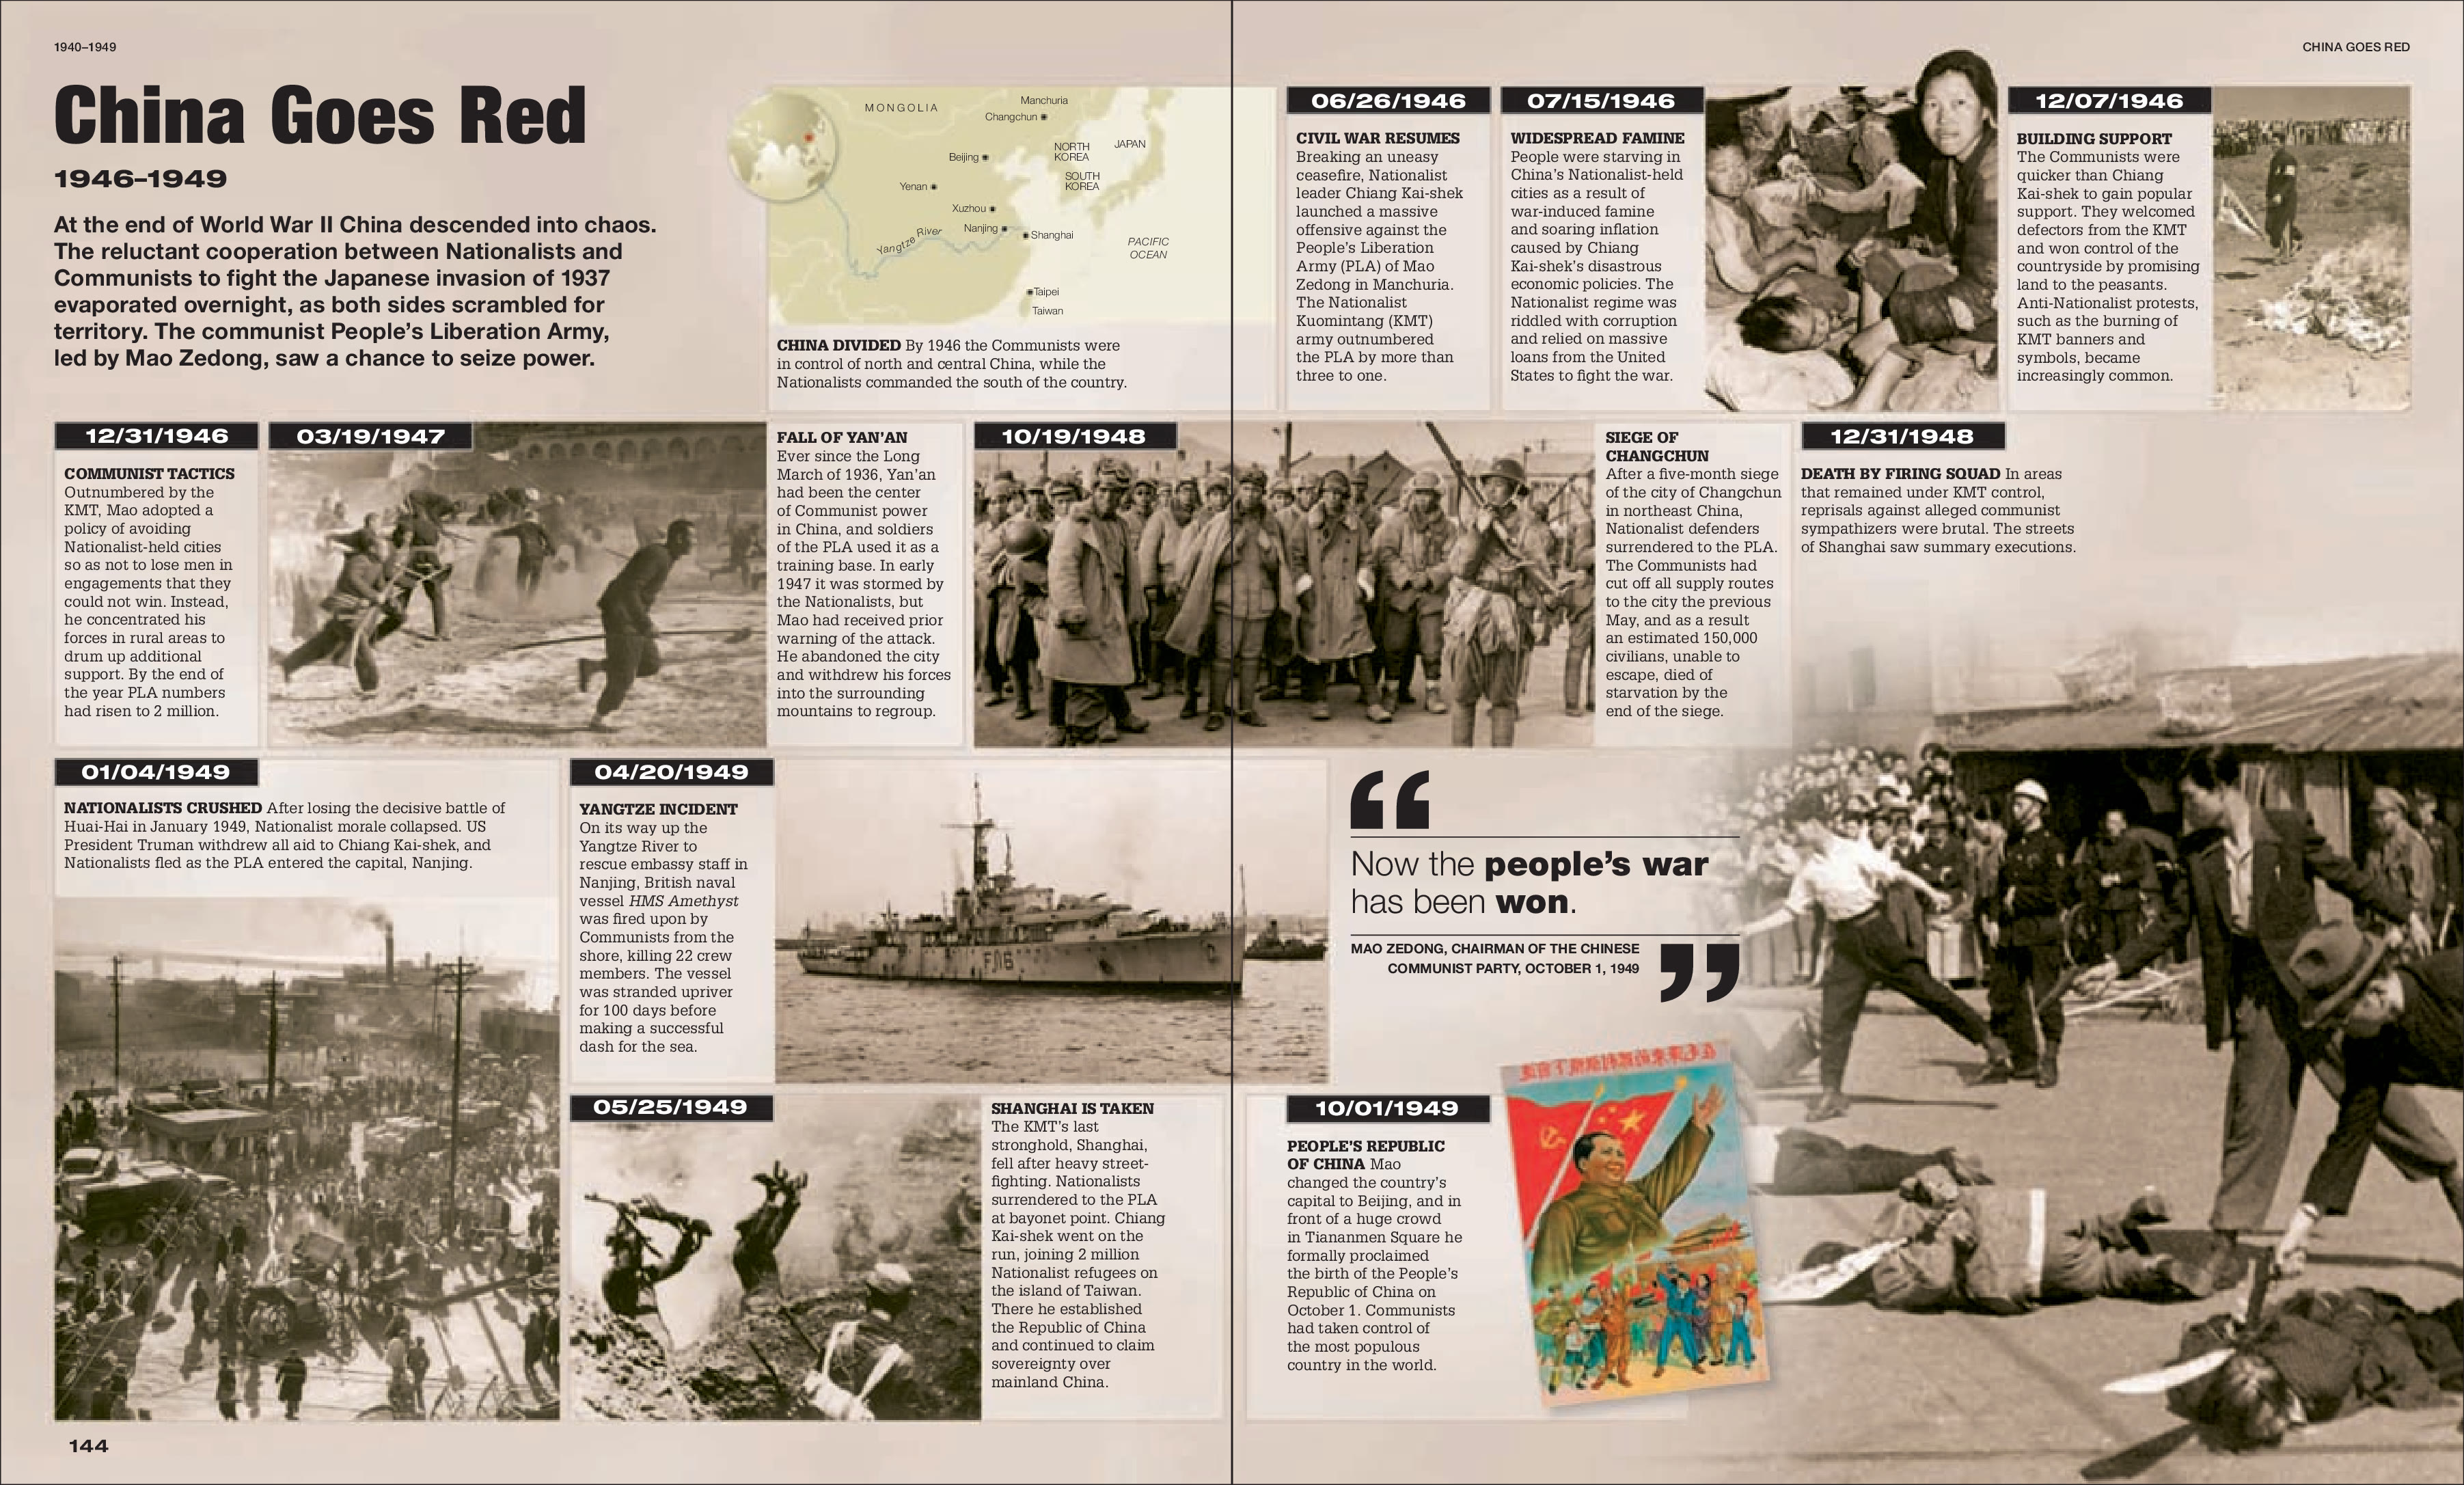 1940–1949
CHINA GOES RED
China Goes Red
1946–1949
At the end of World War II China descended into chaos.
The reluctant cooperation between Nationalists and
Communists to fight the Japanese invasion of 1937
evaporated overnight, as both sides scrambled for
territory. The communist People's Liberation Army,
led by Mao Zedong, saw a chance to seize power.
MONGOLIA
Manchuria
Changchun
Beijing
NORTH
KOREA
JAPAN
SOUTH
KOREA
Yenan
Xuzhou
Yangtze River
Nanjing
Shanghai
PACIFIC
OCEAN
Taipei
Taiwan
CHINA DIVIDED By 1946 the Communists were
in control of north and central China, while the
Nationalists commanded the south of the country.
06/26/1946
CIVIL WAR RESUMES
Breaking an uneasy
ceasefire, Nationalist
leader Chiang Kai-shek
launched a massive
offensive against the
People's Liberation
Army (PLA) of Mao
Zedong in Manchuria.
The Nationalist
Kuomintang (KMT)
army outnumbered
the PLA by more than
three to one.
07/15/1946
WIDESPREAD FAMINE
People were starving in
China's Nationalist-held
cities as a result of
war-induced famine
and soaring inflation
caused by Chiang
Kai-shek's disastrous
economic policies. The
Nationalist regime was
riddled with corruption
and relied on massive
loans from the United
States to fight the war.
12/07/1946
BUILDING SUPPORT
The Communists were
quicker than Chiang
Kai-shek to gain popular
support. They welcomed
defectors from the KMT
and won control of the
countryside by promising
land to the peasants.
Anti-Nationalist protests,
such as the burning of
KMT banners and
symbols, became
increasingly common.
12/31/1946
COMMUNIST TACTICS
Outnumbered by the
KMT, Mao adopted a
policy of avoiding
Nationalist-held cities
so as not to lose men in
engagements that they
could not win. Instead,
he concentrated his
forces in rural areas to
drum up additional
support. By the end of
the year PLA numbers
had risen to 2 million.
03/19/1947
FALL OF YAN'AN
Ever since the Long
March of 1936, Yan'an
had been the center
of Communist power
in China, and soldiers
of the PLA used it as a
training base. In early
1947 it was stormed by
the Nationalists, but
Mao had received prior
warning of the attack.
He abandoned the city
and withdrew his forces
into the surrounding
mountains to regroup.
10/19/1948
SIEGE OF
CHANGCHUN
After a five-month siege
of the city of Changchun
in northeast China,
Nationalist defenders
surrendered to the PLA.
The Communists had
cut off all supply routes
to the city the previous
May, and as a result
an estimated 150,000
civilians, unable to
escape, died of
starvation by the
end of the siege.
12/31/1948
DEATH BY FIRING SQUAD In areas
that remained under KMT control,
reprisals against alleged communist
sympathizers were brutal. The streets
of Shanghai saw summary executions.
01/04/1949
NATIONALISTS CRUSHED After losing the decisive battle of
Huai-Hai in January 1949, Nationalist morale collapsed. US
President Truman withdrew all aid to Chiang Kai-shek, and
Nationalists fled as the PLA entered the capital, Nanjing.
04/20/1949
YANGTZE INCIDENT
On its way up the
Yangtze River to
rescue embassy staff in
Nanjing, British naval
vessel HMS Amethyst
was fired upon by
Communists from the
shore, killing 22 crew
members. The vessel
was stranded upriver
for 100 days before
making a successful
dash for the sea.
F116
“
Now the people's war
has been won.
MAO ZEDONG, CHAIRMAN OF THE CHINESE
COMMUNIST PARTY, OCTOBER 1, 1949
”
05/25/1949
SHANGHAI IS TAKEN
The KMT's last
stronghold, Shanghai,
fell after heavy street-
fighting. Nationalists
surrendered to the PLA
at bayonet point. Chiang
Kai-shek went on the
run, joining 2 million
Nationalist refugees on
the island of Taiwan.
There he established
the Republic of China
and continued to claim
sovereignty over
mainland China.
10/01/1949
PEOPLE'S REPUBLIC
OF CHINA Mao
changed the country's
capital to Beijing, and in
front of a huge crowd
in Tiananmen Square he
formally proclaimed
the birth of the People's
Republic of China on
October 1. Communists
had taken control of
the most populous
country in the world.
144